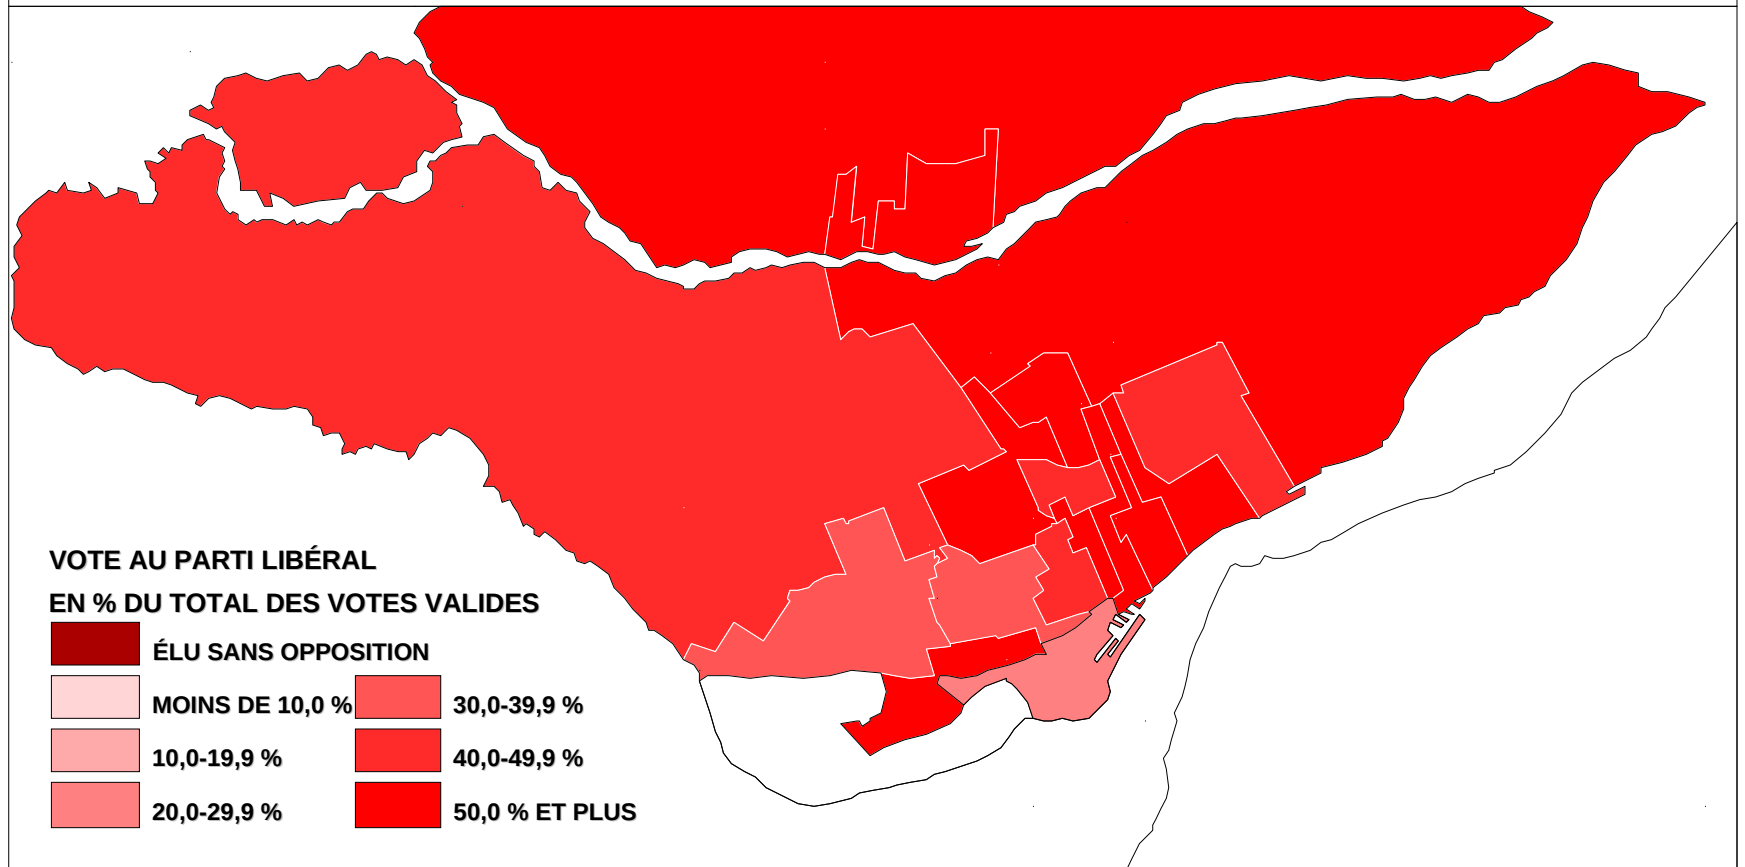 VOTE AU PARTI LIBÉRAL
EN % DU TOTAL DES VOTES VALIDES
ÉLU SANS OPPOSITION
MOINS DE 10,0 %
10,0-19,9 %
20,0-29,9 %
30,0-39,9 %
40,0-49,9 %
50,0 % ET PLUS